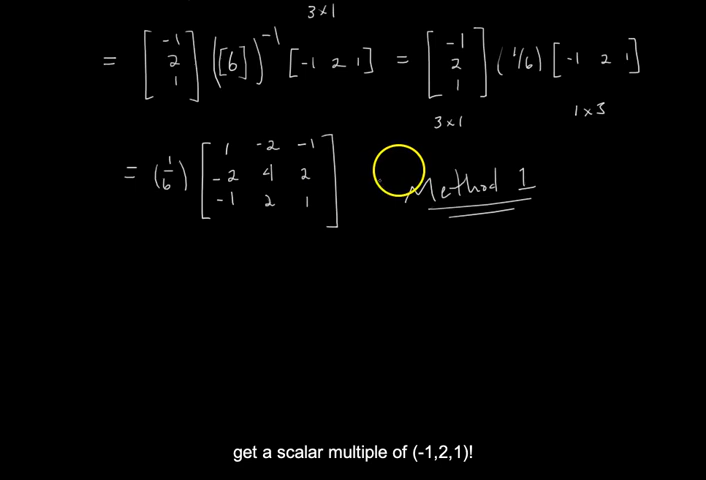 3×1
= [-1 2 1] ([6])^-1 [-1 2 1] = [-1 2 1] (1/6) [-1 2 1]
3×1 1×3
= (1/6) [1 -2 -1
-2 4 2
-1 2 1] Method 1
get a scalar multiple of (-1,2,1)!